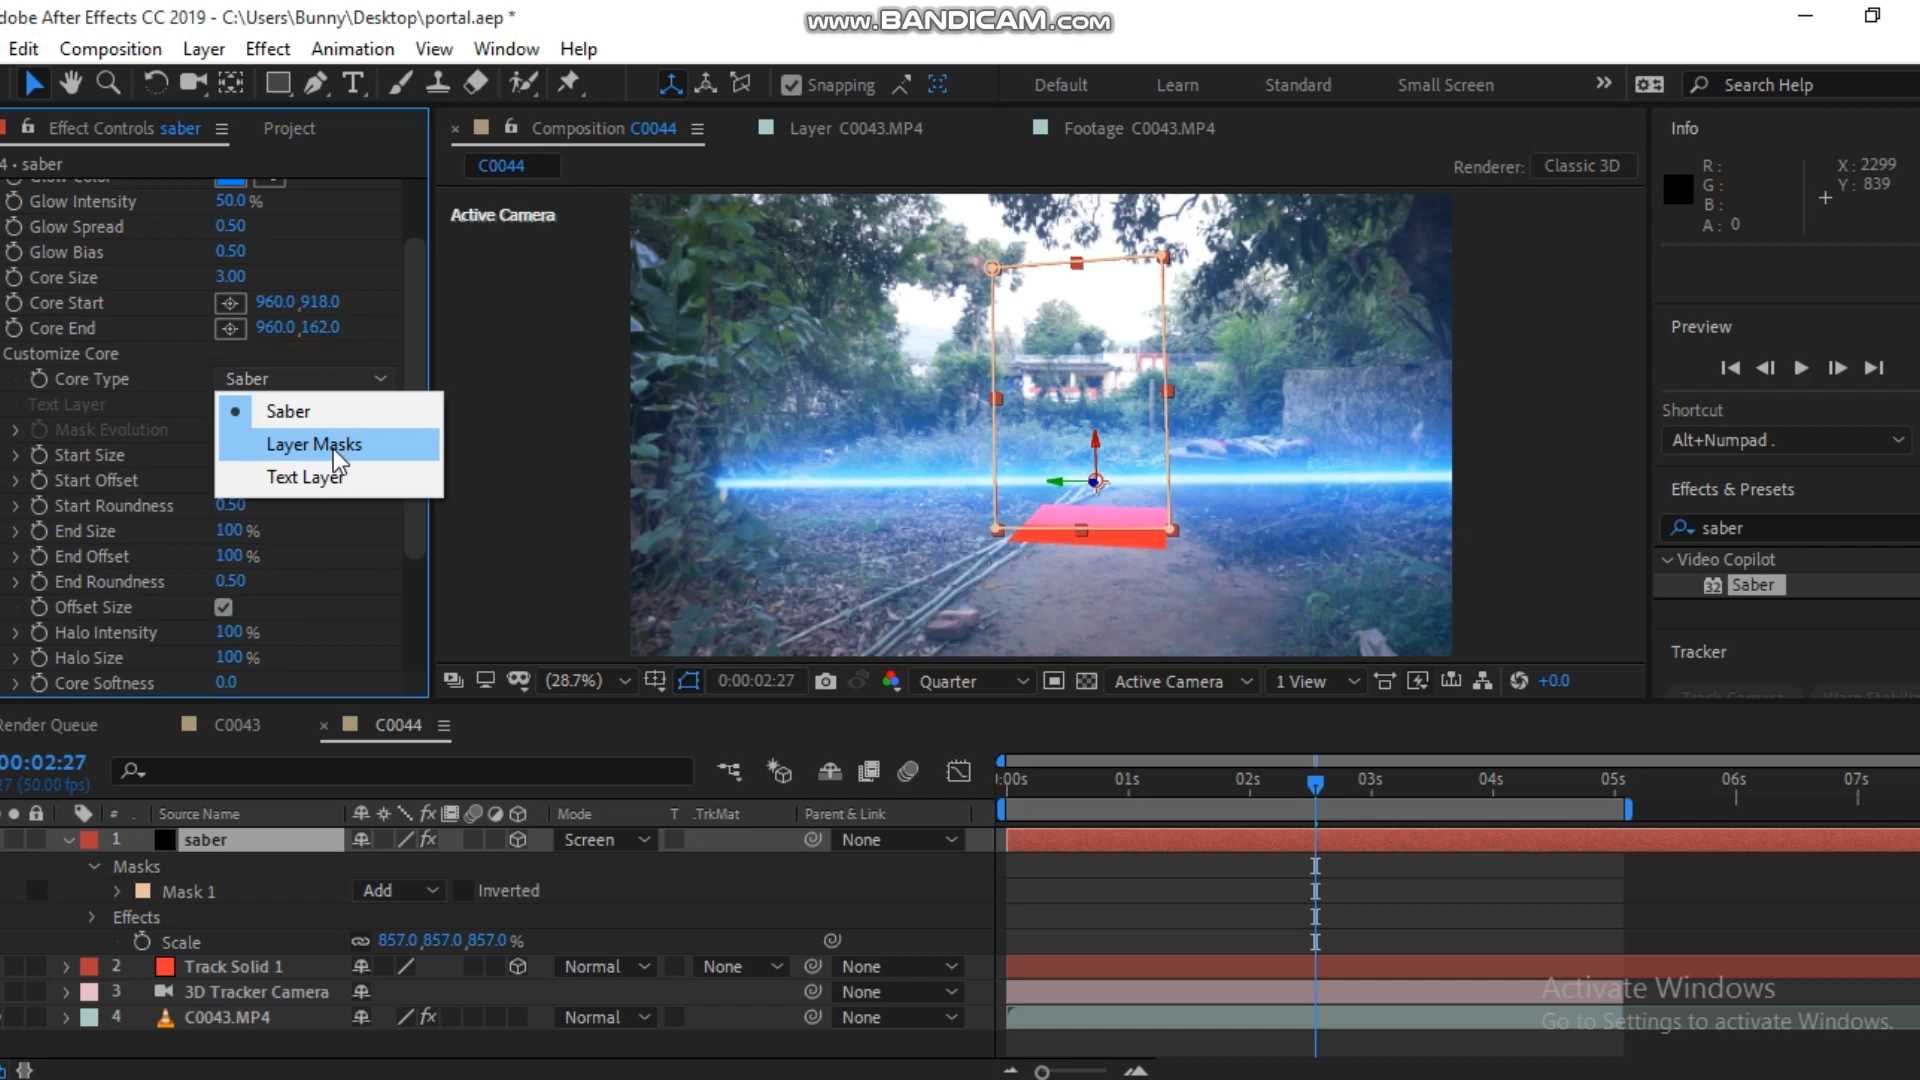 dobe After Effects CC 2019 - C:\Users\Bunny\Desktop\portal.aep *
www.BANDICAM.com
Edit Composition Layer Effect Animation View Window Help
Snapping
Default Learn Standard Small Screen
Search Help
Effect Controls saber
Project
Composition C0044
Layer C0043.MP4
Footage C0043.MP4
Info
4 • saber
C0044
Renderer: Classic 3D
R :
G :
B :
A : 0
X : 2299
Y : 839
Glow Color
Glow Intensity 50.0 %
Glow Spread 0.50
Glow Bias 0.50
Core Size 3.00
Core Start 960.0 ,918.0
Core End 960.0 ,162.0
Customize Core
Core Type Saber
Text Layer
Mask Evolution
Start Size
Start Offset
Start Roundness 0.50
End Size 100 %
End Offset 100 %
End Roundness 0.50
Offset Size
Halo Intensity 100 %
Halo Size 100 %
Core Softness 0.0
Saber
Layer Masks
Text Layer
Active Camera
Preview
Shortcut
Alt+Numpad .
Effects & Presets
saber
Video Copilot
32 Saber
Tracker
Track Camera Warp Stabiliz
(28.7%) 0:00:02:27 Quarter Active Camera 1 View +0.0
Render Queue C0043 C0044
00:02:27
27 (50.00 fps)
:00s 01s 02s 03s 04s 05s 06s 07s
# . Source Name fx Mode T .TrkMat Parent & Link
1 saber fx Screen None
Masks
Mask 1 Add Inverted
Effects
Scale 857.0 ,857.0 ,857.0 %
2 Track Solid 1 Normal None None
3 3D Tracker Camera None
4 C0043.MP4 fx Normal None
Activate Windows
Go to Settings to activate Windows.